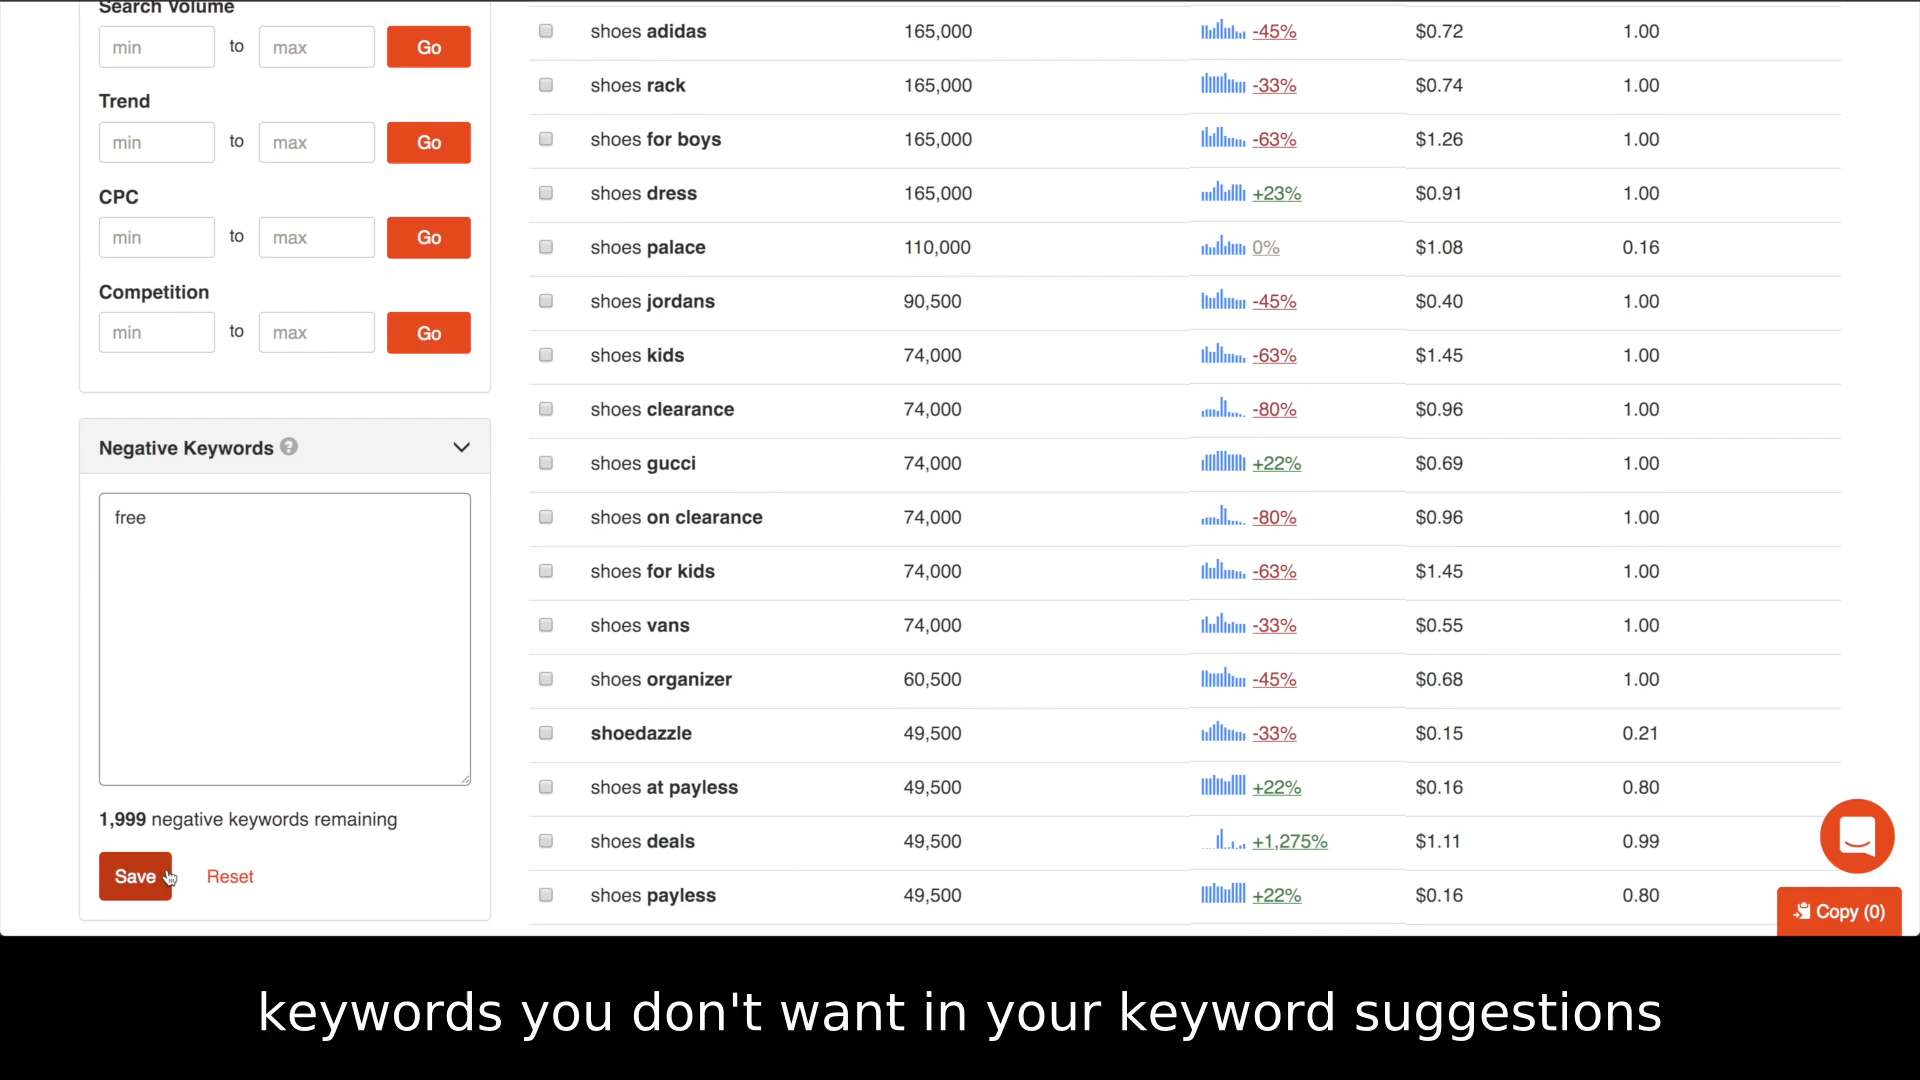 Search Volume
min to max Go
Trend
min to max Go
CPC
min to max Go
Competition
min to max Go
Negative Keywords ?
free
1,999 negative keywords remaining
Save Reset
shoes adidas 165,000 -45% $0.72 1.00
shoes rack 165,000 -33% $0.74 1.00
shoes for boys 165,000 -63% $1.26 1.00
shoes dress 165,000 +23% $0.91 1.00
shoes palace 110,000 0% $1.08 0.16
shoes jordans 90,500 -45% $0.40 1.00
shoes kids 74,000 -63% $1.45 1.00
shoes clearance 74,000 -80% $0.96 1.00
shoes gucci 74,000 +22% $0.69 1.00
shoes on clearance 74,000 -80% $0.96 1.00
shoes for kids 74,000 -63% $1.45 1.00
shoes vans 74,000 -33% $0.55 1.00
shoes organizer 60,500 -45% $0.68 1.00
shoedazzle 49,500 -33% $0.15 0.21
shoes at payless 49,500 +22% $0.16 0.80
shoes deals 49,500 +1,275% $1.11 0.99
shoes payless 49,500 +22% $0.16 0.80
Copy (0)
keywords you don't want in your keyword suggestions